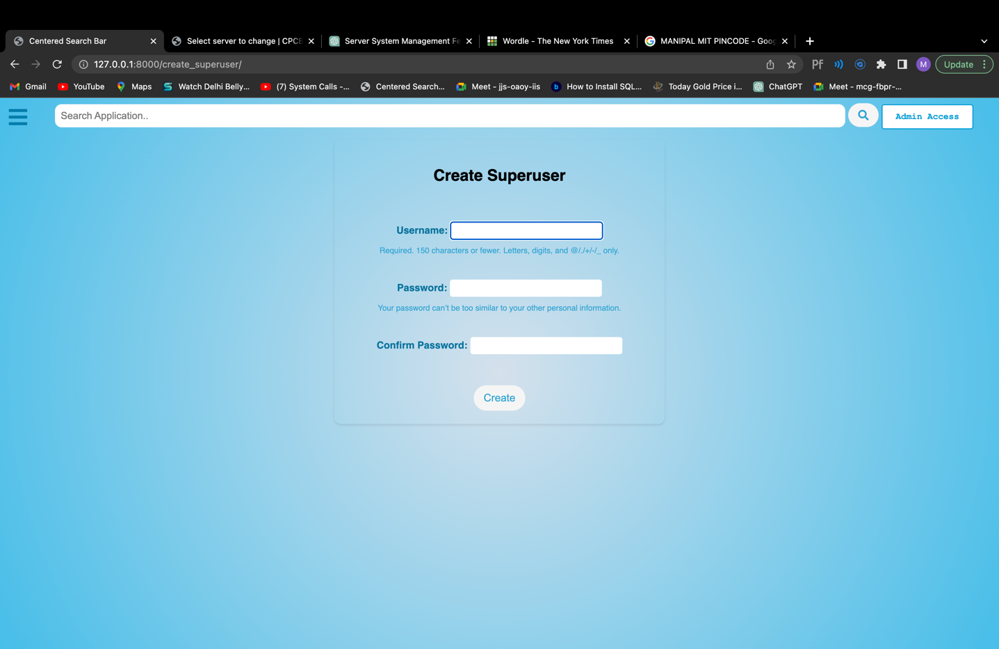 Centered Search Bar
Select server to change | CPCB
Server System Management Fe
Wordle - The New York Times
MANIPAL MIT PINCODE - Goog
127.0.0.1:8000/create_superuser/
Pf
M
Update
Gmail
YouTube
Maps
Watch Delhi Belly...
(7) System Calls -...
Centered Search...
Meet - jjs-oaoy-iis
How to Install SQL...
Today Gold Price i...
ChatGPT
Meet - mcg-fbpr-...
Search Application..
Admin Access
Create Superuser
Username:
Required. 150 characters or fewer. Letters, digits, and @/./+/-/_ only.
Password:
Your password can't be too similar to your other personal information.
Confirm Password:
Create